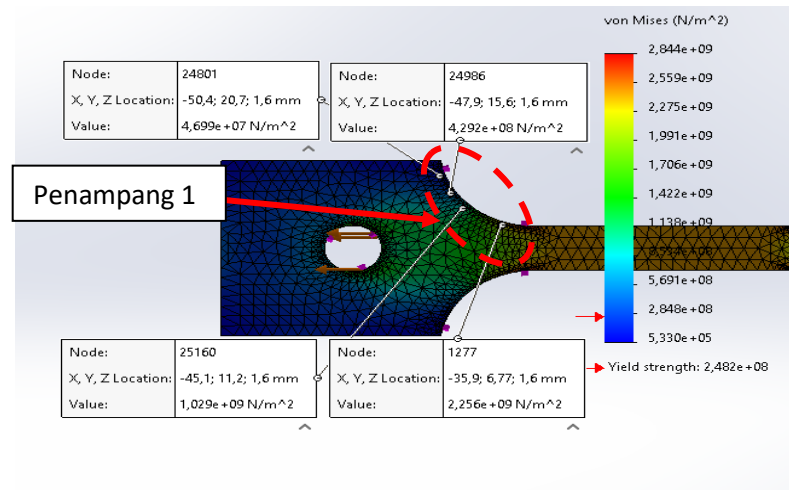 von Mises (N/m^2)
2,844e+09
2,559e+09
2,275e+09
1,991e+09
1,706e+09
1,422e+09
1,138e+09
5,691e+08
2,848e+08
5,330e+05
Yield strength: 2,482e+08
Node: 24801
X, Y, Z Location: -50,4; 20,7; 1,6 mm
Value: 4,699e+07 N/m^2
Node: 24986
X, Y, Z Location: -47,9; 15,6; 1,6 mm
Value: 4,292e+08 N/m^2
Penampang 1
Node: 25160
X, Y, Z Location: -45,1; 11,2; 1,6 mm
Value: 1,029e+09 N/m^2
Node: 1277
X, Y, Z Location: -35,9; 6,77; 1,6 mm
Value: 2,256e+09 N/m^2